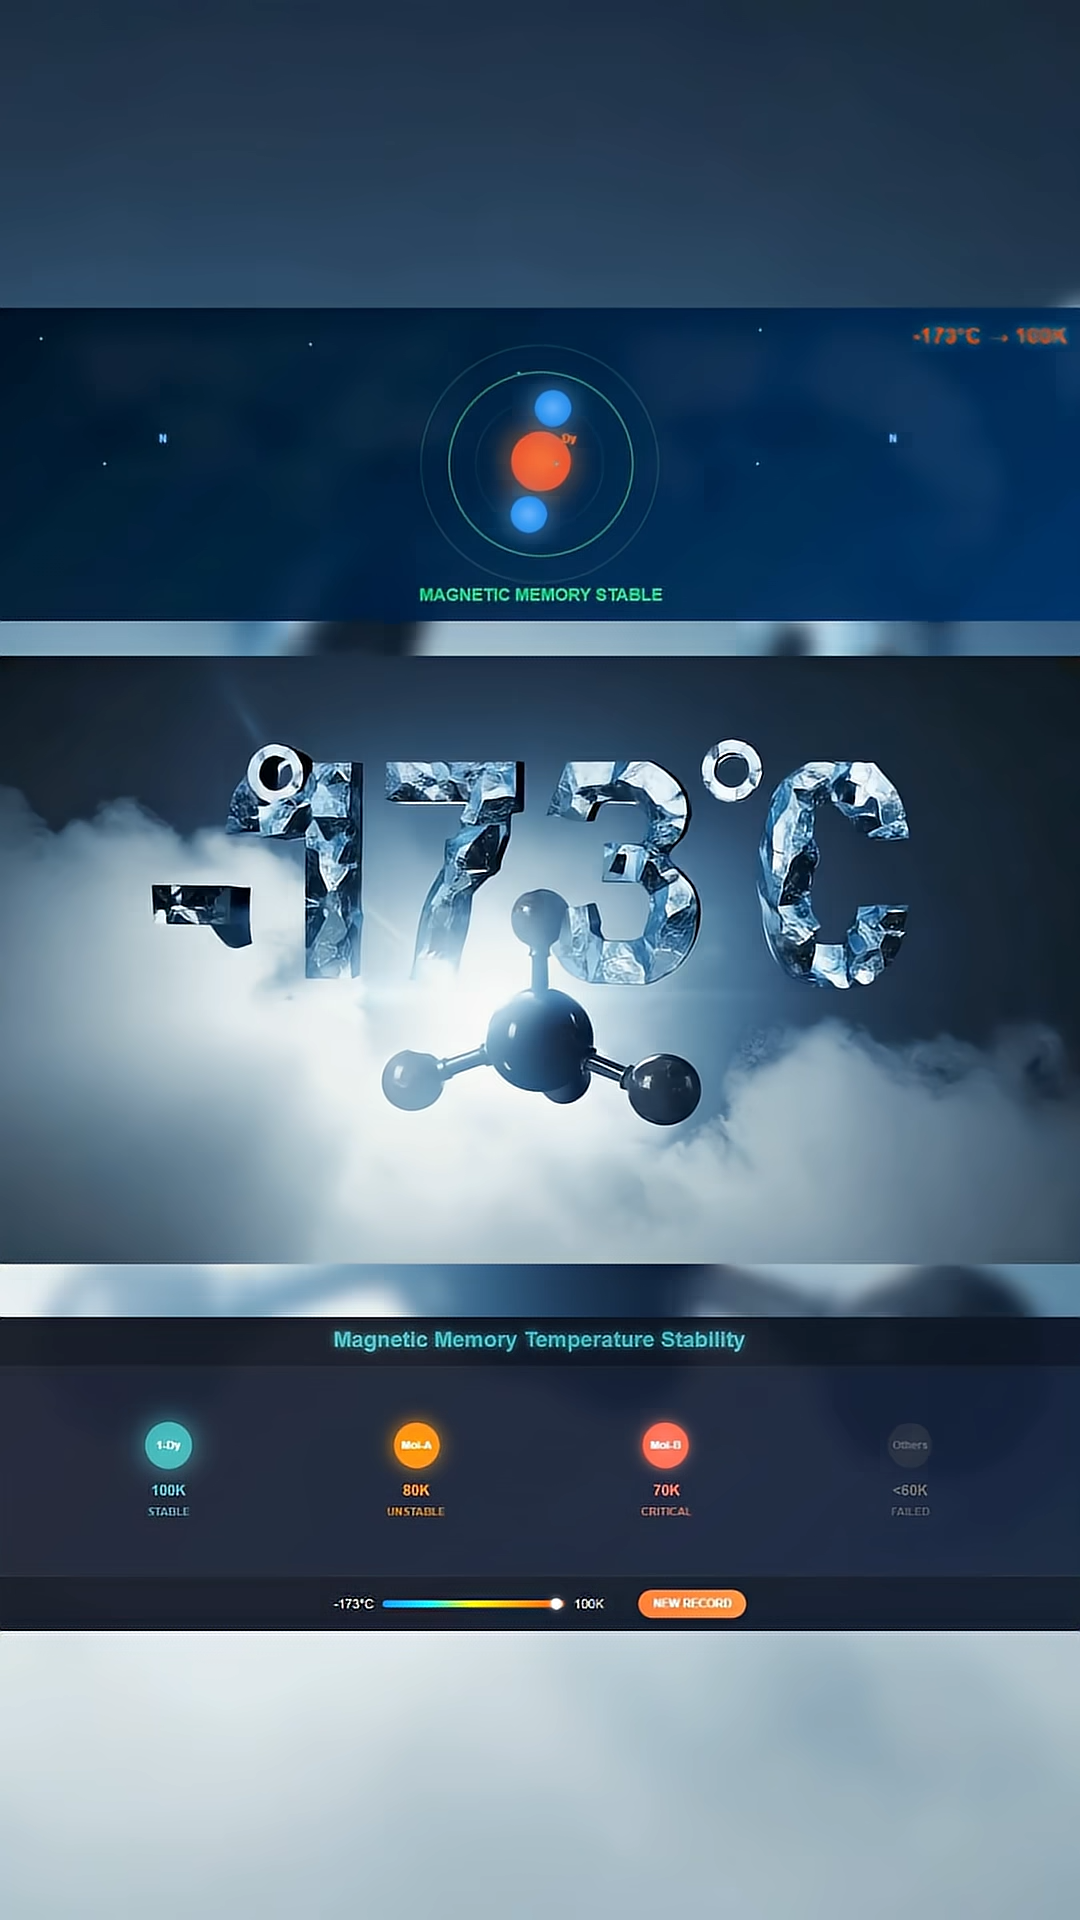 -173°C → 100K
Dy
N
N
MAGNETIC MEMORY STABLE
-173°C
Magnetic Memory Temperature Stability
1-Dy
Mol-A
Mol-B
Others
100K
80K
70K
<60K
STABLE
UNSTABLE
CRITICAL
FAILED
-173°C
100K
NEW RECORD